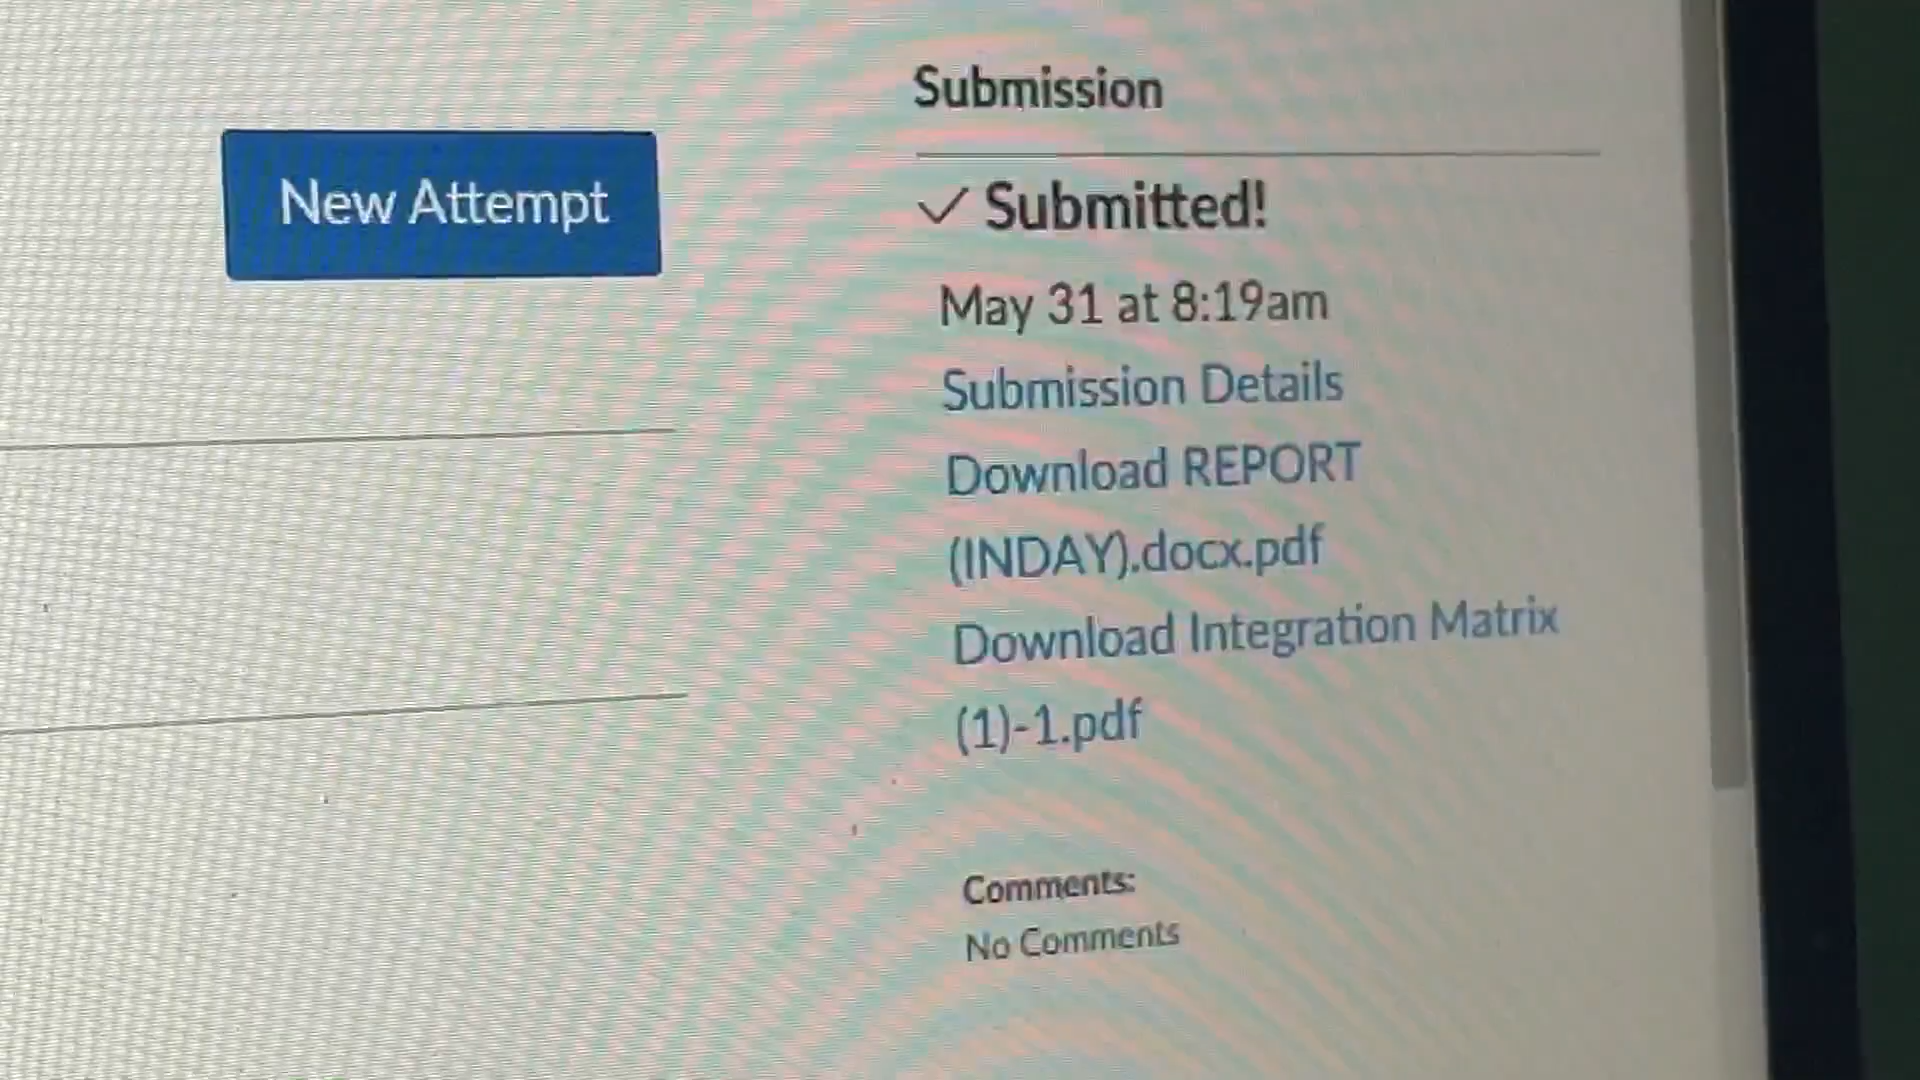 Submission
New Attempt
Submitted!
May 31 at 8:19am
Submission Details
Download REPORT
(INDAY).docx.pdf
Download Integration Matrix
(1)-1.pdf
Comments:
No Comments